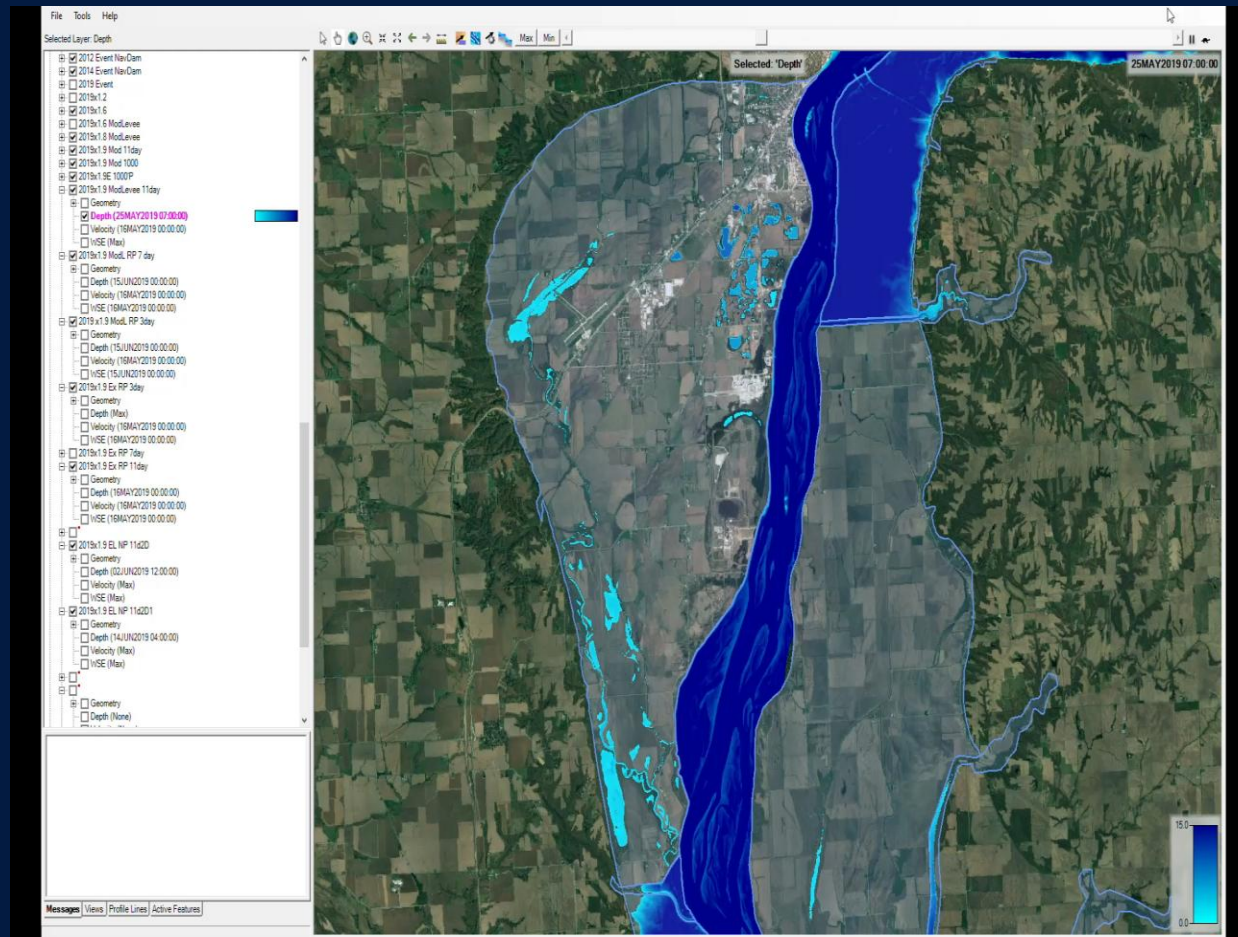 File Tools Help
Selected Layer: Depth
Max Min
2012 Event NavDam
2014 Event NavDam
2019 Event
2019x1.2
2019x1.6
2019x1.6 ModLevee
2019x1.8 ModLevee
2019x1.9 Mod 11day
2019x1.9 Mod 1000
2019x1.9E 1000'P
2019x1.9 ModLevee 11day
Geometry
Depth (25MAY2019 07:00:00)
Velocity (16MAY2019 00:00:00)
WSE (Max)
2019x1.9 ModL RP 7 day
Geometry
Depth (15JUN2019 00:00:00)
Velocity (16MAY2019 00:00:00)
WSE (16MAY2019 00:00:00)
2019 x1.9 ModL RP 3day
Geometry
Depth (15JUN2019 00:00:00)
Velocity (16MAY2019 00:00:00)
WSE (15JUN2019 00:00:00)
2019x1.9 Ex RP 3day
Geometry
Depth (Max)
Velocity (16MAY2019 00:00:00)
WSE (16MAY2019 00:00:00)
2019x1.9 Ex RP 7day
2019x1.9 Ex RP 11day
Geometry
Depth (16MAY2019 00:00:00)
Velocity (16MAY2019 00:00:00)
WSE (16MAY2019 00:00:00)
2019x1.9 EL NP 11d2D
Geometry
Depth (02JUN2019 12:00:00)
Velocity (Max)
WSE (Max)
2019x1.9 EL NP 11d2D1
Geometry
Depth (14JUN2019 04:00:00)
Velocity (Max)
WSE (Max)
Geometry
Depth (None)
Messages Views Profile Lines Active Features
Selected: 'Depth'
25MAY2019 07:00:00
15.0
0.0